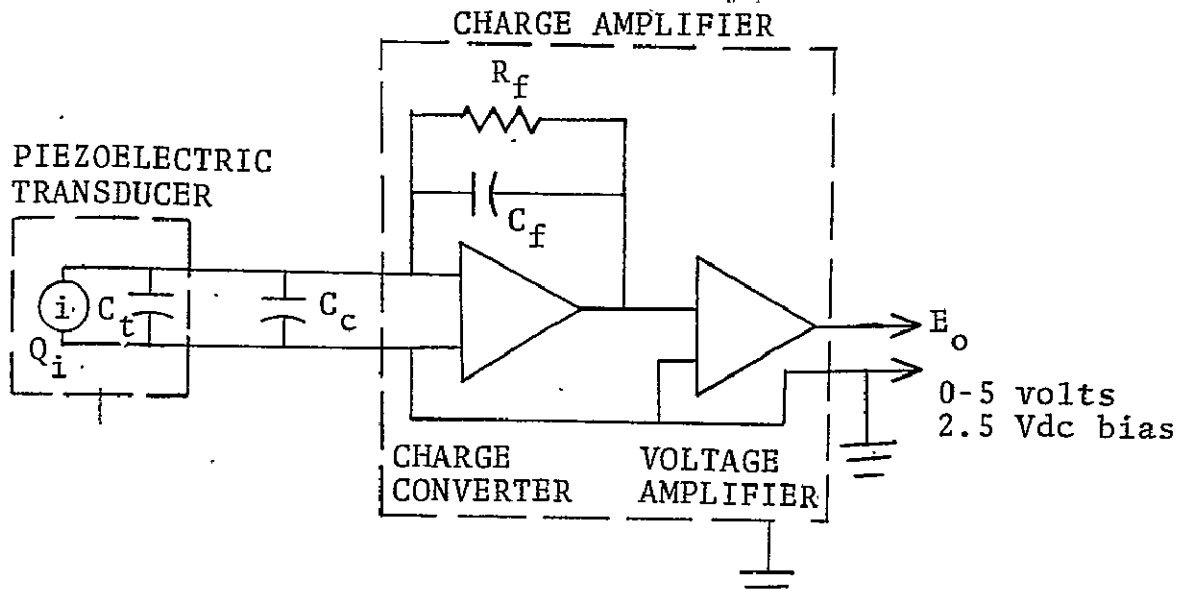 CHARGE AMPLIFIER
R_f
PIEZOELECTRIC
TRANSDUCER
C_f
i
C_t
C_c
Q_i
E_o
0-5 volts
2.5 Vdc bias
CHARGE
CONVERTER
VOLTAGE
AMPLIFIER